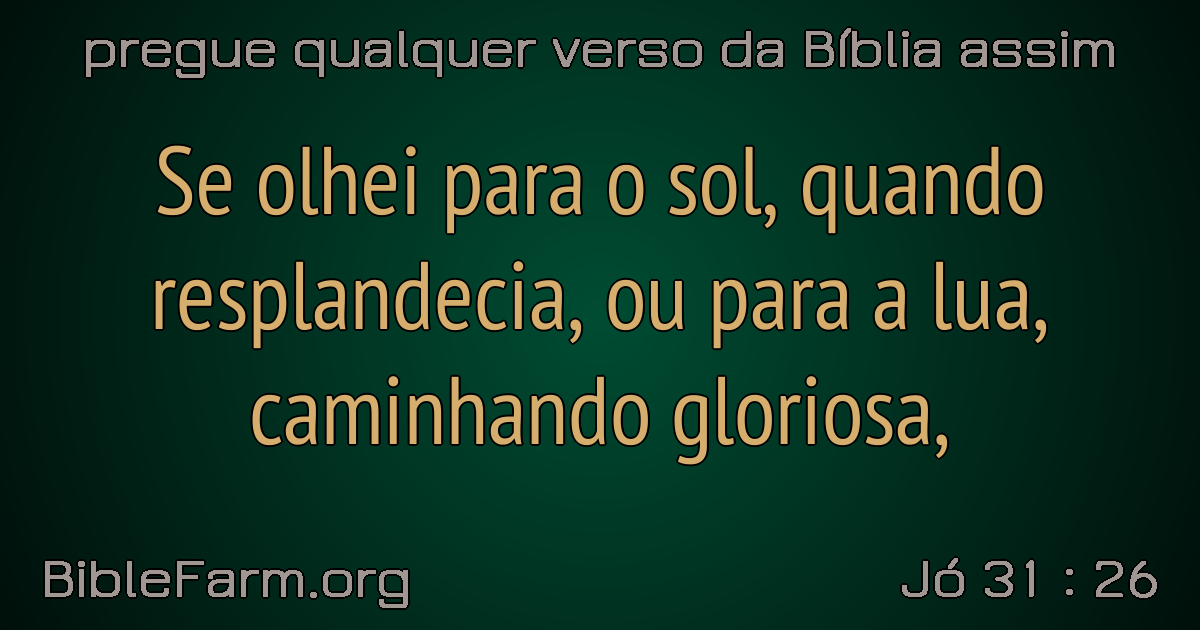 pregue qualquer verso da Bíblia assim
Se olhei para o sol, quando
resplandecia, ou para a lua,
caminhando gloriosa,
BibleFarm.org
Jó 31 : 26